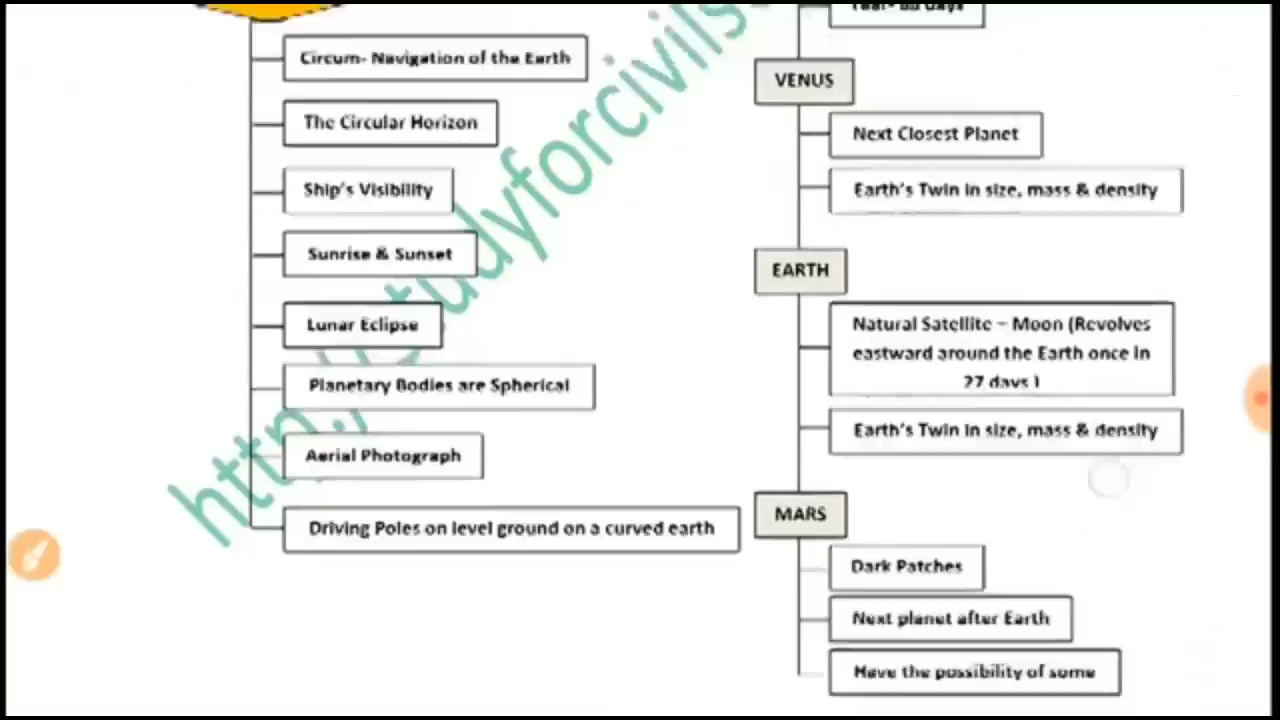 Circum- Navigation of the Earth
The Circular Horizon
Ship's Visibility
Sunrise & Sunset
Lunar Eclipse
Planetary Bodies are Spherical
Aerial Photograph
Driving Poles on level ground on a curved earth
VENUS
Next Closest Planet
Earth's Twin in size, mass & density
EARTH
Natural Satellite – Moon (Revolves
eastward around the Earth once in
27 days )
Earth's Twin in size, mass & density
MARS
Dark Patches
Next planet after Earth
Have the possibility of some